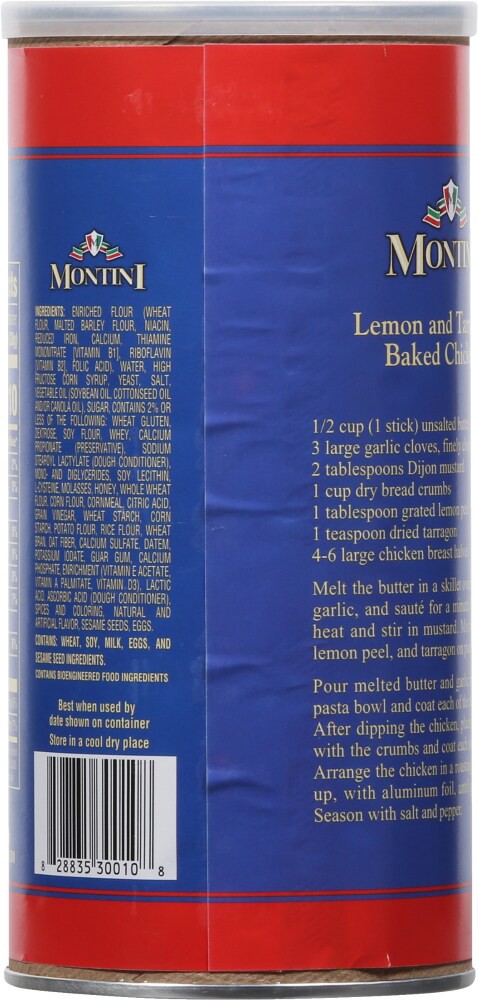 MONTINI
INGREDIENTS: ENRICHED FLOUR (WHEAT
FLOUR, MALTED BARLEY FLOUR, NIACIN,
REDUCED IRON, CALCIUM, THIAMINE
MONONITRATE [VITAMIN B1], RIBOFLAVIN
[VITAMIN B2], FOLIC ACID), WATER, HIGH
FRUCTOSE CORN SYRUP, YEAST, SALT,
VEGETABLE OIL (SOYBEAN OIL, COTTONSEED OIL
AND/OR CANOLA OIL), SUGAR, CONTAINS 2% OR
LESS OF THE FOLLOWING: WHEAT GLUTEN,
DEXTROSE, SOY FLOUR, WHEY, CALCIUM
PROPIONATE (PRESERVATIVE), SODIUM
STEAROYL LACTYLATE (DOUGH CONDITIONER),
MONO- AND DIGLYCERIDES, SOY LECITHIN,
L-CYSTEINE, MOLASSES, HONEY, WHOLE WHEAT
FLOUR, CORN FLOUR, CORNMEAL, CITRIC ACID,
GRAIN VINEGAR, WHEAT STARCH, CORN
STARCH, POTATO FLOUR, RICE FLOUR, WHEAT
BRAN, OAT FIBER, CALCIUM SULFATE, DATEM,
POTASSIUM IODATE, GUAR GUM, CALCIUM
PHOSPHATE, ENRICHMENT (VITAMIN E ACETATE,
VITAMIN A PALMITATE, VITAMIN D3), LACTIC
ACID, ASCORBIC ACID (DOUGH CONDITIONER),
SPICES AND COLORING, NATURAL AND
ARTIFICIAL FLAVOR, SESAME SEEDS, EGGS.
CONTAINS: WHEAT, SOY, MILK, EGGS, AND
SESAME SEED INGREDIENTS.
CONTAINS BIOENGINEERED FOOD INGREDIENTS
Best when used by
date shown on container
Store in a cool dry place
8 28835 30010 8
MONTIN
Lemon and Tar
Baked Chic
1/2 cup (1 stick) unsalted
3 large garlic cloves, finely
2 tablespoons Dijon mustard
1 cup dry bread crumbs
1 tablespoon grated lemon
1 teaspoon dried tarragon
4-6 large chicken breast
Melt the butter in a skillet
garlic, and sauté for a
heat and stir in mustard.
lemon peel, and tarragon
Pour melted butter and
pasta bowl and coat each of
After dipping the chicken,
with the crumbs and coat each
Arrange the chicken in a
up, with aluminum foil,
Season with salt and pepper.